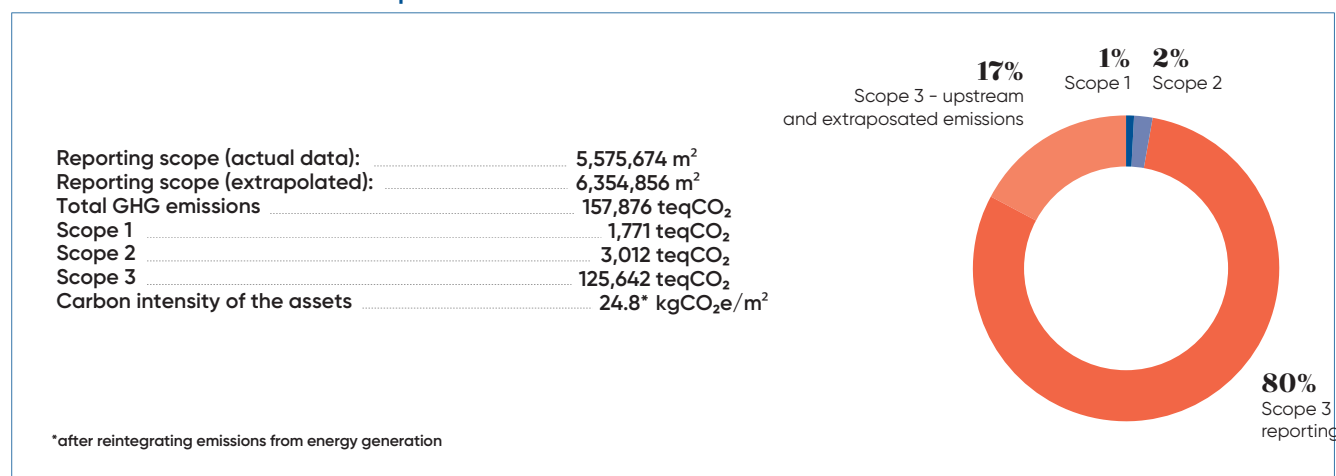 Reporting scope (actual data): 5,575,674 m²
Reporting scope (extrapolated): 6,354,856 m²
Total GHG emissions 157,876 teqCO₂
Scope 1 1,771 teqCO₂
Scope 2 3,012 teqCO₂
Scope 3 125,642 teqCO₂
Carbon intensity of the assets 24.8* kgCO₂e/m²
*after reintegrating emissions from energy generation
17%
Scope 3 - upstream
and extraposated emissions
1%
Scope 1
2%
Scope 2
80%
Scope 3
reporting